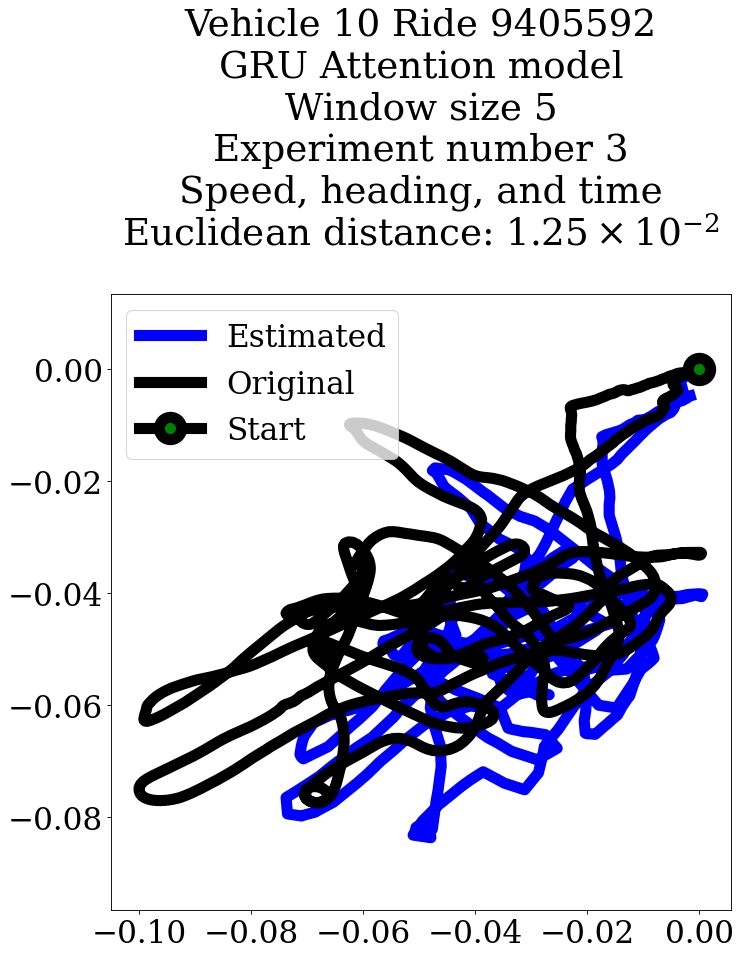 Vehicle 10 Ride 9405592
GRU Attention model
Window size 5
Experiment number 3
Speed, heading, and time
Euclidean distance: 1.25 × 10⁻²
Estimated
Original
Start
0.00
−0.02
−0.04
−0.06
−0.08
−0.10 −0.08 −0.06 −0.04 −0.02 0.00